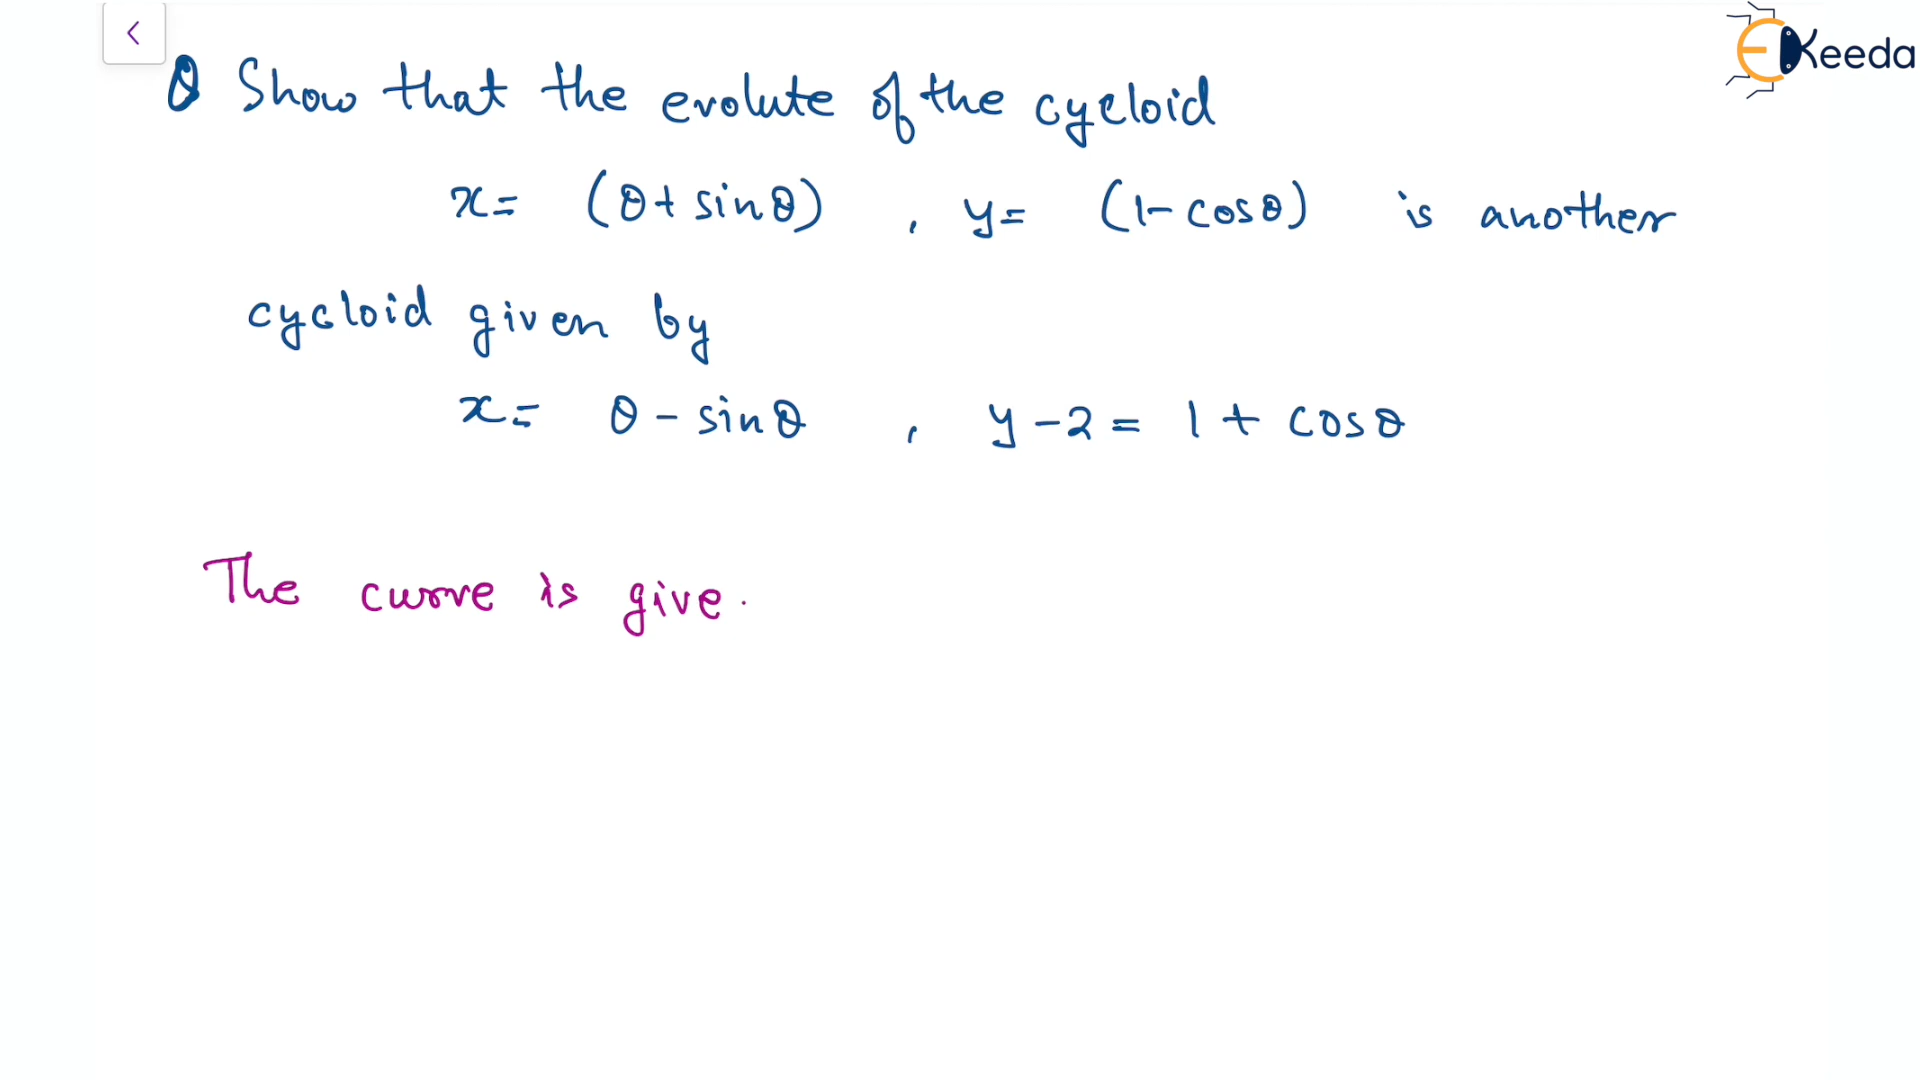 EKeeda
Q Show that the evolute of the cycloid
x= (θ+ sinθ) , y= (1- cosθ) is another
cycloid given by
x= θ - sinθ , y-2 = 1 + cosθ
The curve is give.